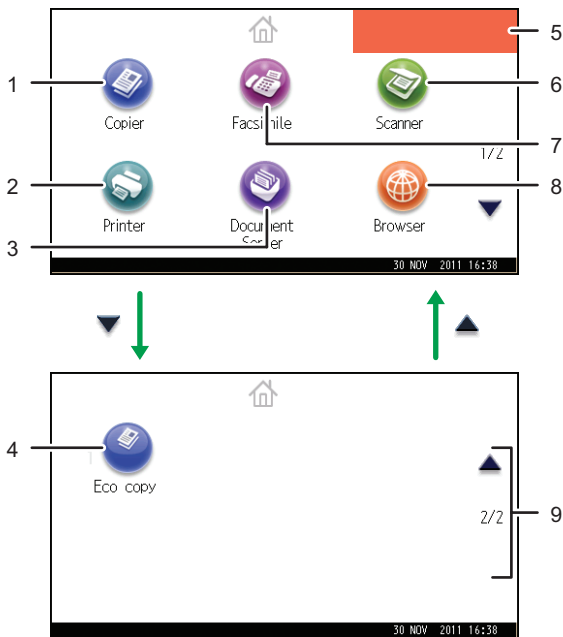 5
1
6
Copier
Facsimile
Scanner
7
1/2
2
8
Printer
Document
Browser
3
Server
30 NOV 2011 16:38
4
Eco copy
2/2
9
30 NOV 2011 16:38